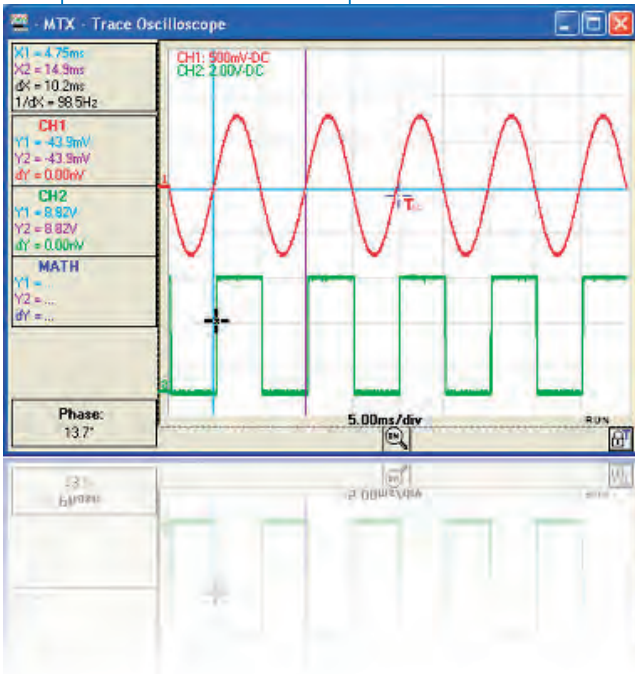 MTX - Trace Oscilloscope
X1 = 4.75ms
X2 = 14.9ms
dX = 10.2ms
1/dX = 98.5Hz
CH1
Y1 = -43.9mV
Y2 = -43.9mV
dY = 0.00mV
CH2
Y1 = 8.82V
Y2 = 8.82V
dY = 0.00mV
MATH
Y1 = ...
Y2 = ...
dY = ...
Phase:
13.7°
CH1: 500mV-DC
CH2: 2.00V-DC
1
T
2
5.00ms/div
RUN